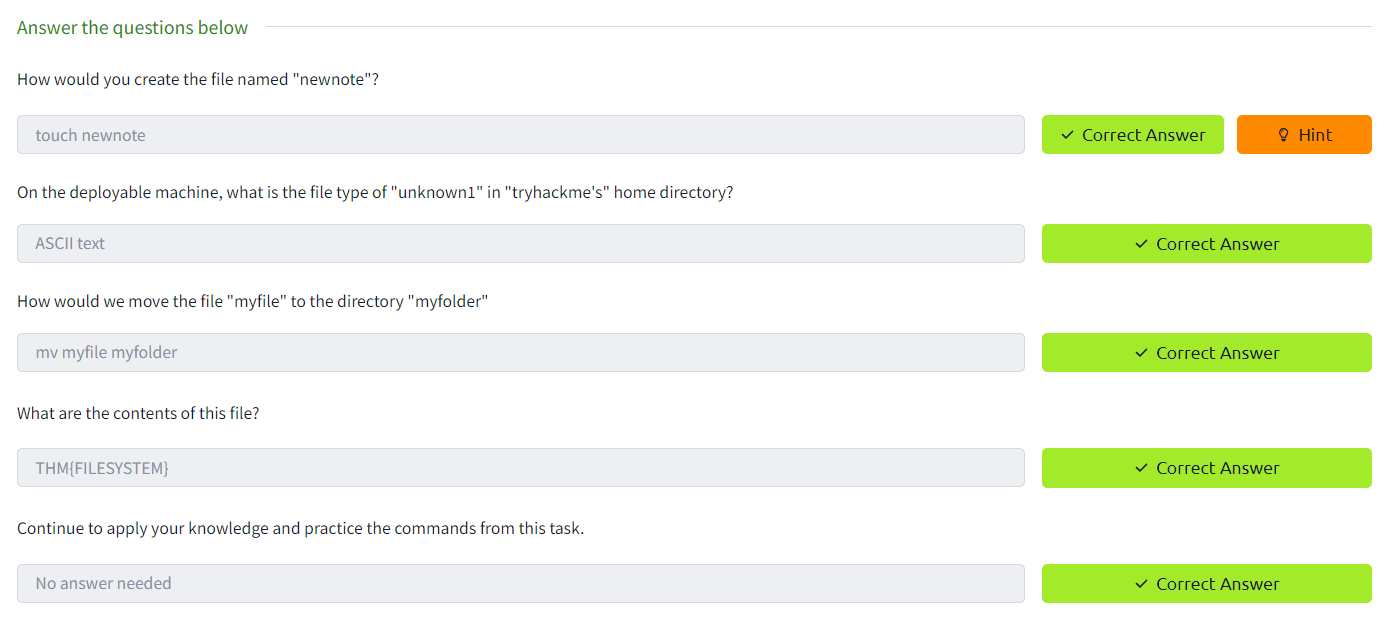 Answer the questions below
How would you create the file named "newnote"?
touch newnote
Correct Answer
Hint
On the deployable machine, what is the file type of "unknown1" in "tryhackme's" home directory?
ASCII text
Correct Answer
How would we move the file "myfile" to the directory "myfolder"
mv myfile myfolder
Correct Answer
What are the contents of this file?
THM{FILESYSTEM}
Correct Answer
Continue to apply your knowledge and practice the commands from this task.
No answer needed
Correct Answer